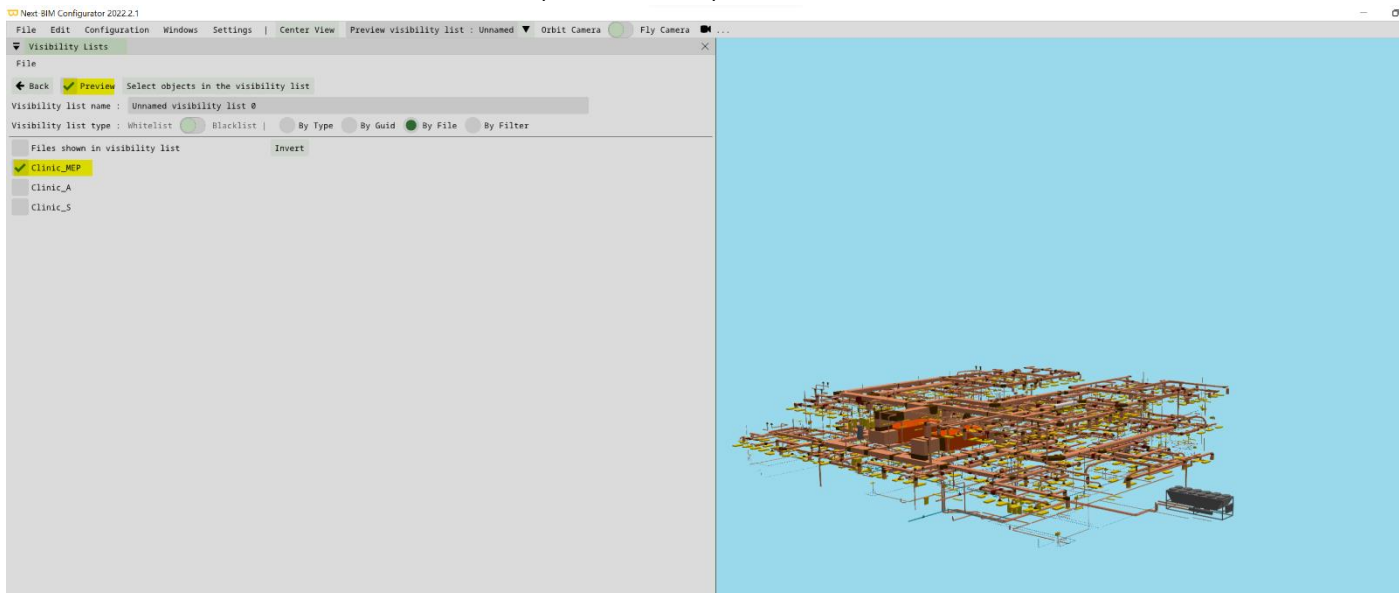 Next-BIM Configurator 2022.2.1
File Edit Configuration Windows Settings | Center View Preview visibility list : Unnamed Orbit Camera Fly Camera ...
Visibility Lists
File
Back Preview Select objects in the visibility list
Visibility list name : Unnamed visibility list 0
Visibility list type : Whitelist Blacklist | By Type By Guid By File By Filter
Files shown in visibility list Invert
Clinic_MEP
Clinic_A
Clinic_S